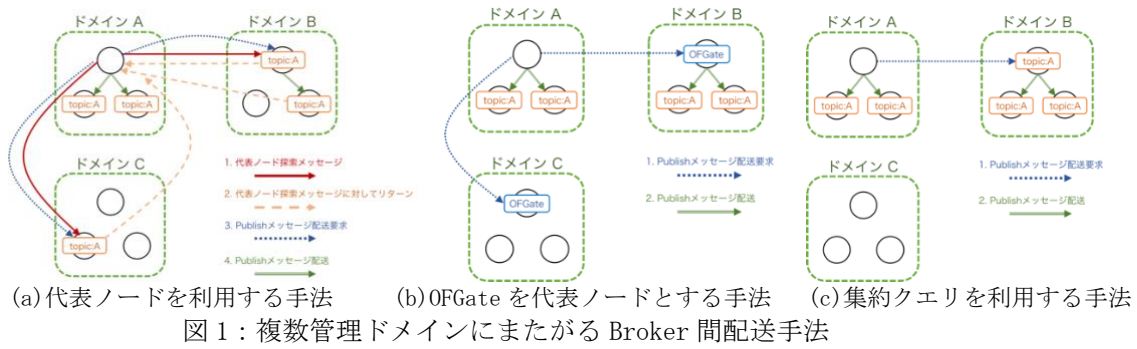 ドメイン A
ドメイン B
topic:A
topic:A
topic:A
topic:A
ドメイン C
topic:A
1. 代表ノード探索メッセージ
2. 代表ノード探索メッセージに対してリターン
3. Publishメッセージ配送要求
4. Publishメッセージ配送
(a)代表ノードを利用する手法
ドメイン A
ドメイン B
OFGate
topic:A
topic:A
topic:A
topic:A
ドメイン C
OFGate
1. Publishメッセージ配送要求
2. Publishメッセージ配送
(b)OFGate を代表ノードとする手法
ドメイン A
ドメイン B
topic:A
topic:A
topic:A
topic:A
topic:A
ドメイン C
1. Publishメッセージ配送要求
2. Publishメッセージ配送
(c)集約クエリを利用する手法
図 1：複数管理ドメインにまたがる Broker 間配送手法